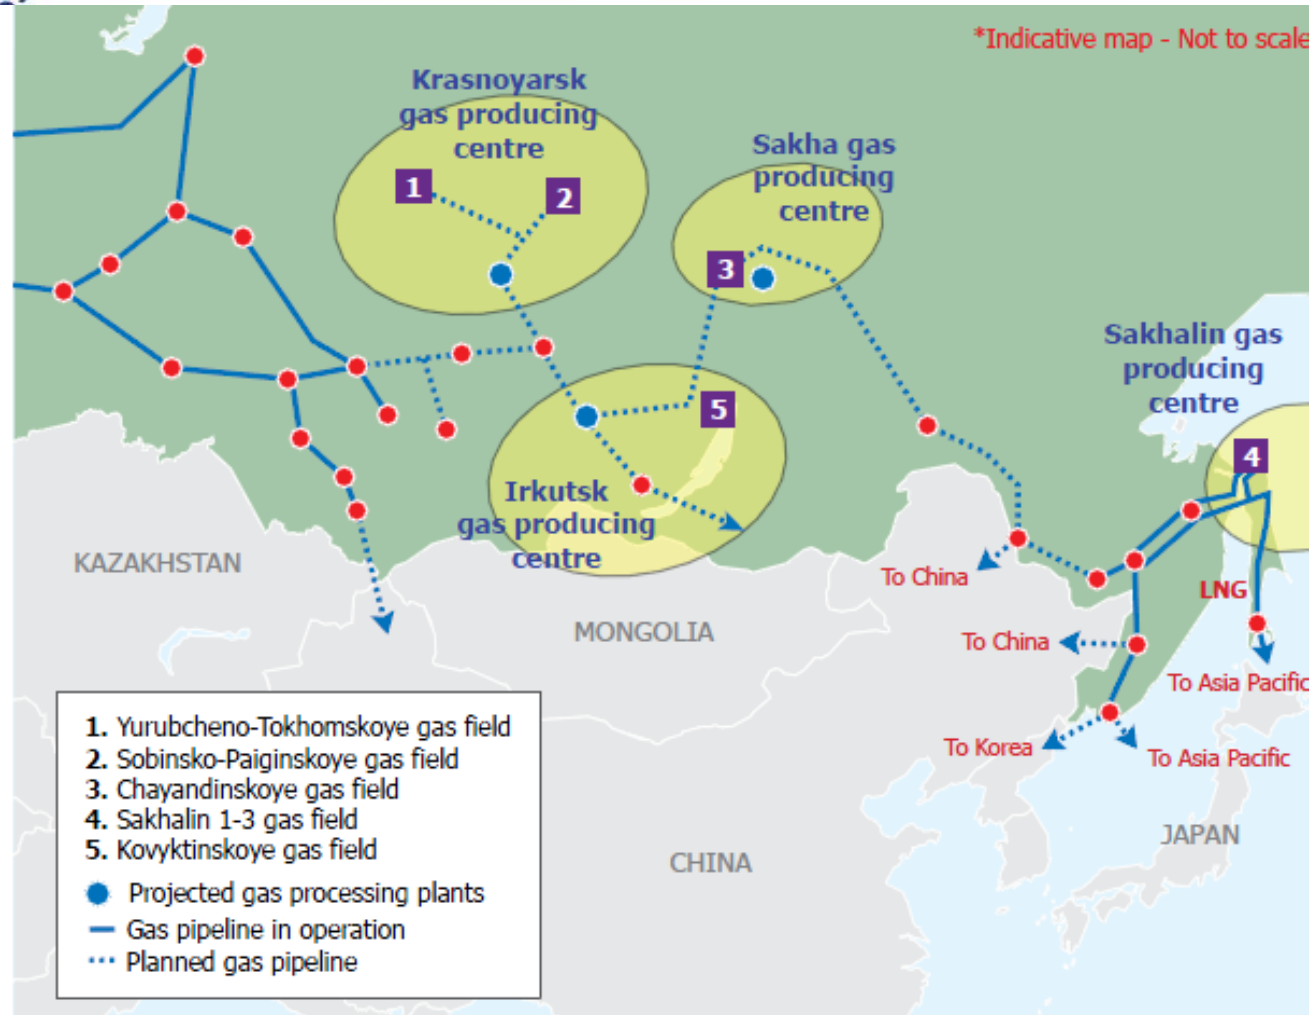 *Indicative map - Not to scale
Krasnoyarsk
gas producing
centre
1
2
Sakha gas
producing
centre
3
Sakhalin gas
producing
centre
4
5
Irkutsk
gas producing
centre
KAZAKHSTAN
MONGOLIA
To China
LNG
To China
To Asia Pacific
To Korea
To Asia Pacific
JAPAN
CHINA
1. Yurubcheno-Tokhomskoye gas field
2. Sobinsko-Paiginskoye gas field
3. Chayandinskoye gas field
4. Sakhalin 1-3 gas field
5. Kovyktinskoye gas field
Projected gas processing plants
Gas pipeline in operation
Planned gas pipeline